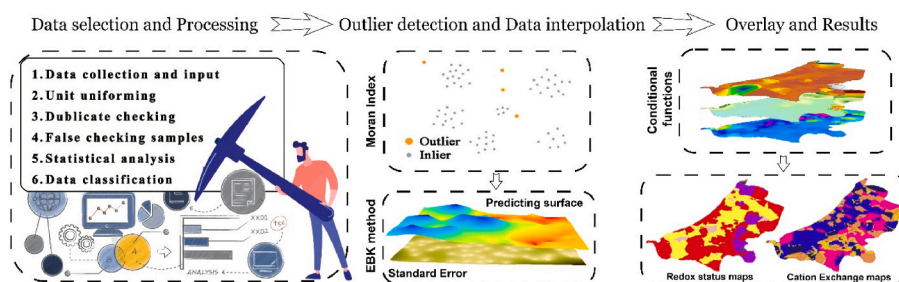 Data selection and Processing
Outlier detection and Data interpolation
Overlay and Results
1.Data collection and input
2.Unit uniforming
3.Dublicate checking
4.False checking samples
5.Statistical analysis
6.Data classification
XX01
XX02
ANALYSIS
A
Moran Index
Outlier
Inlier
EBK method
Predicting surface
Standard Error
Conditional functions
Redox status maps
Cation Exchange maps